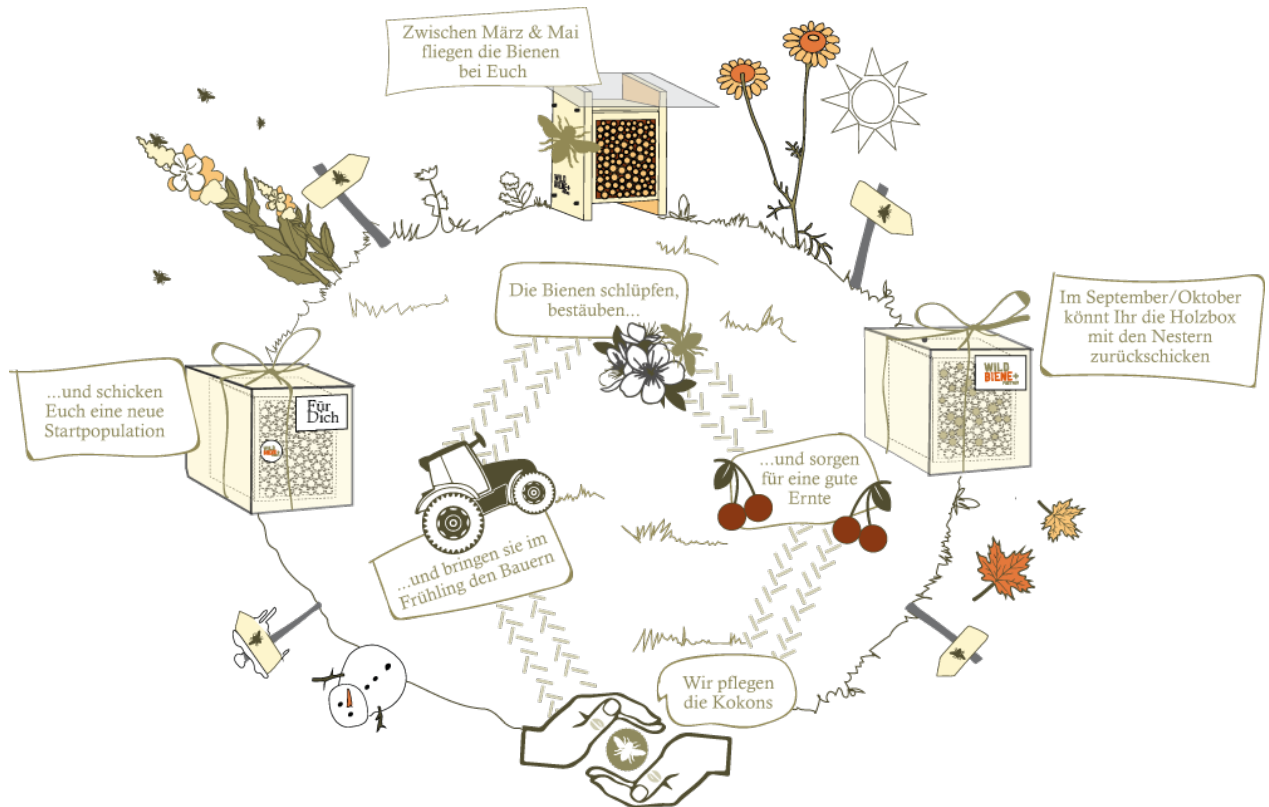 Zwischen März & Mai
fliegen die Bienen
bei Euch
WILD
BIENE+
Die Bienen schlüpfen,
bestäuben...
Im September/Oktober
könnt Ihr die Holzbox
mit den Nestern
zurückschicken
WILD
BIENE+
...und schicken
Euch eine neue
Startpopulation
Für
Dich
...und sorgen
für eine gute
Ernte
...und bringen sie im
Frühling den Bauern
Wir pflegen
die Kokons